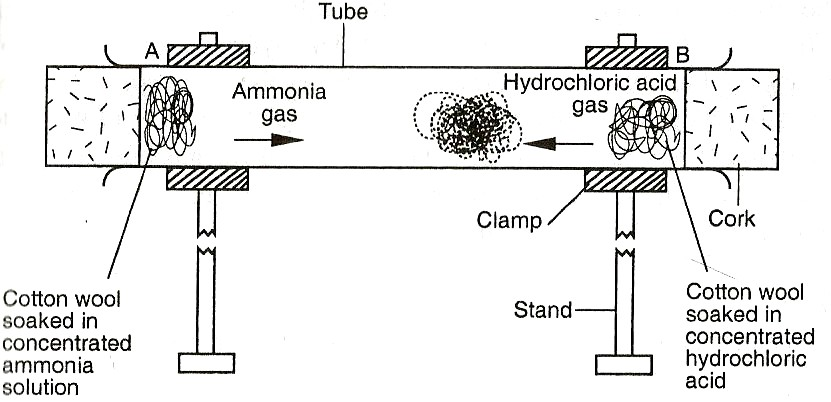 Tube
A
B
Ammonia
gas
Hydrochloric acid
gas
Clamp
Cork
Stand
Cotton wool
soaked in
concentrated
ammonia
solution
Cotton wool
soaked in
concentrated
hydrochloric
acid